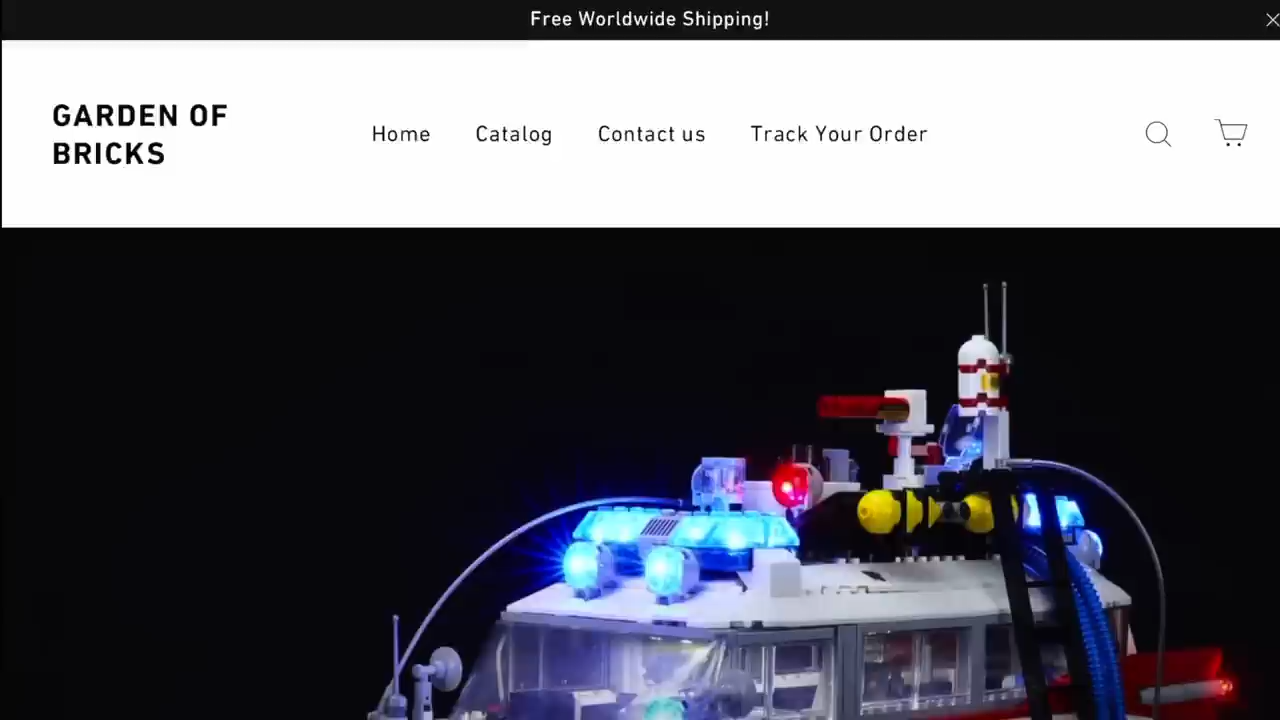 Free Worldwide Shipping!
GARDEN OF
BRICKS
Home
Catalog
Contact us
Track Your Order